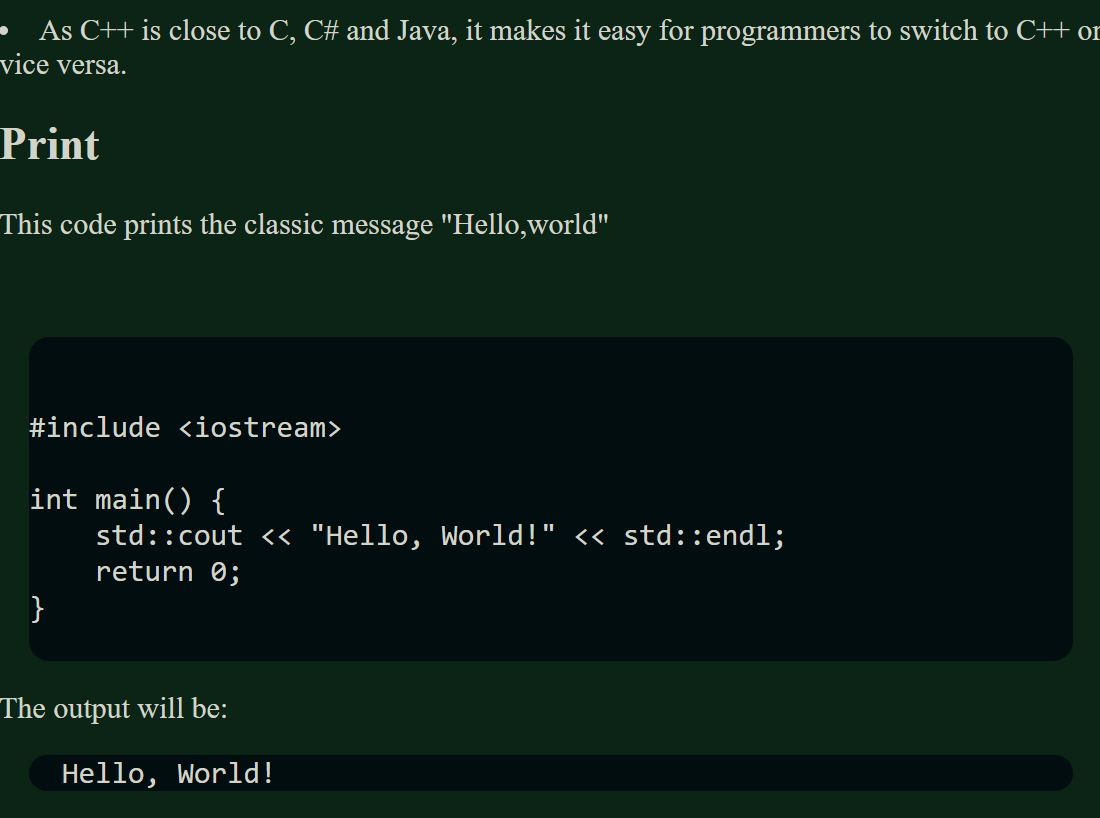 • As C++ is close to C, C# and Java, it makes it easy for programmers to switch to C++ or
vice versa.
Print
This code prints the classic message "Hello,world"
#include <iostream>
int main() {
    std::cout << "Hello, World!" << std::endl;
    return 0;
}
The output will be:
Hello, World!